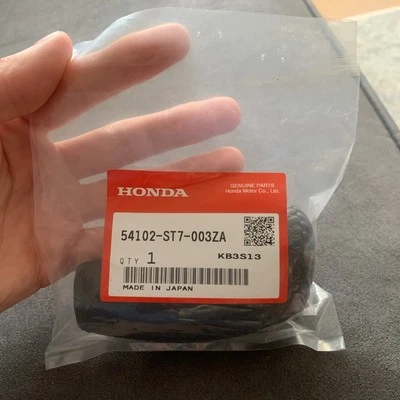 HONDA
GENUINE PARTS
Honda Motor Co., Ltd.
54102-ST7-003ZA
QTY 1
KB3S13
MADE IN JAPAN